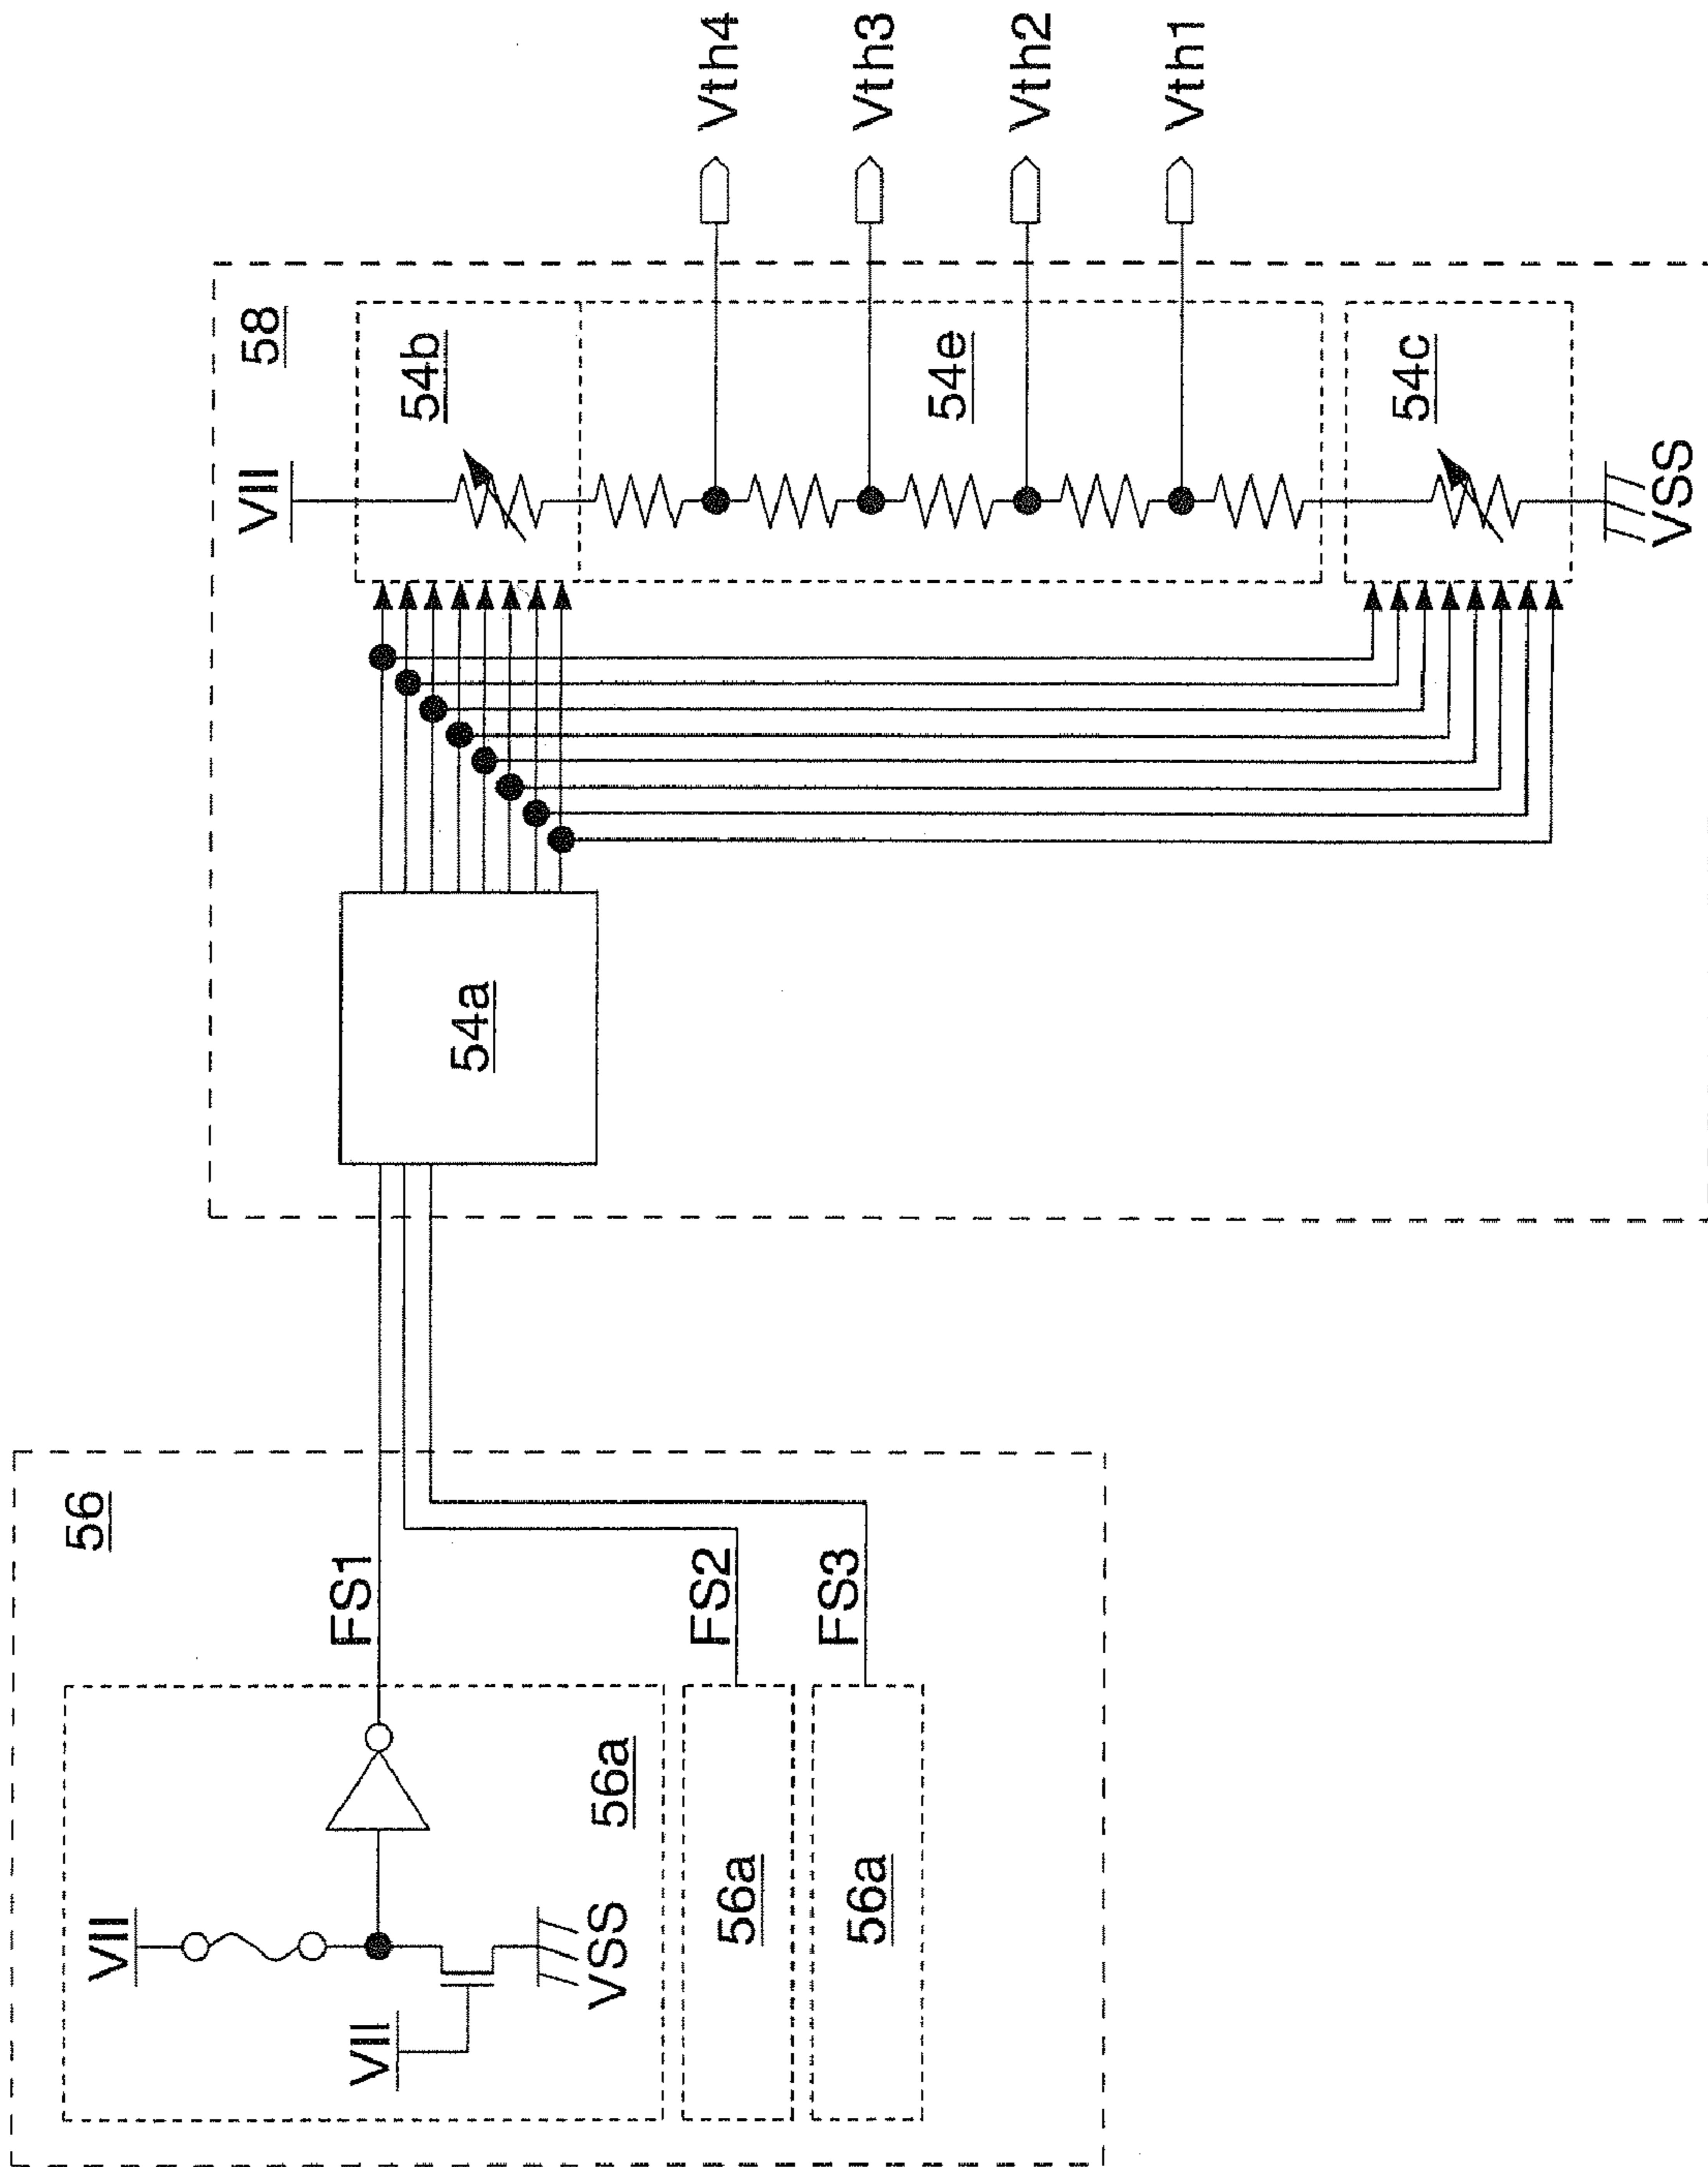 56
VII
VII
VSS
56a
FS1
56a
FS2
56a
FS3
58
54a
VII
54b
54e
54c
VSS
Vth4
Vth3
Vth2
Vth1